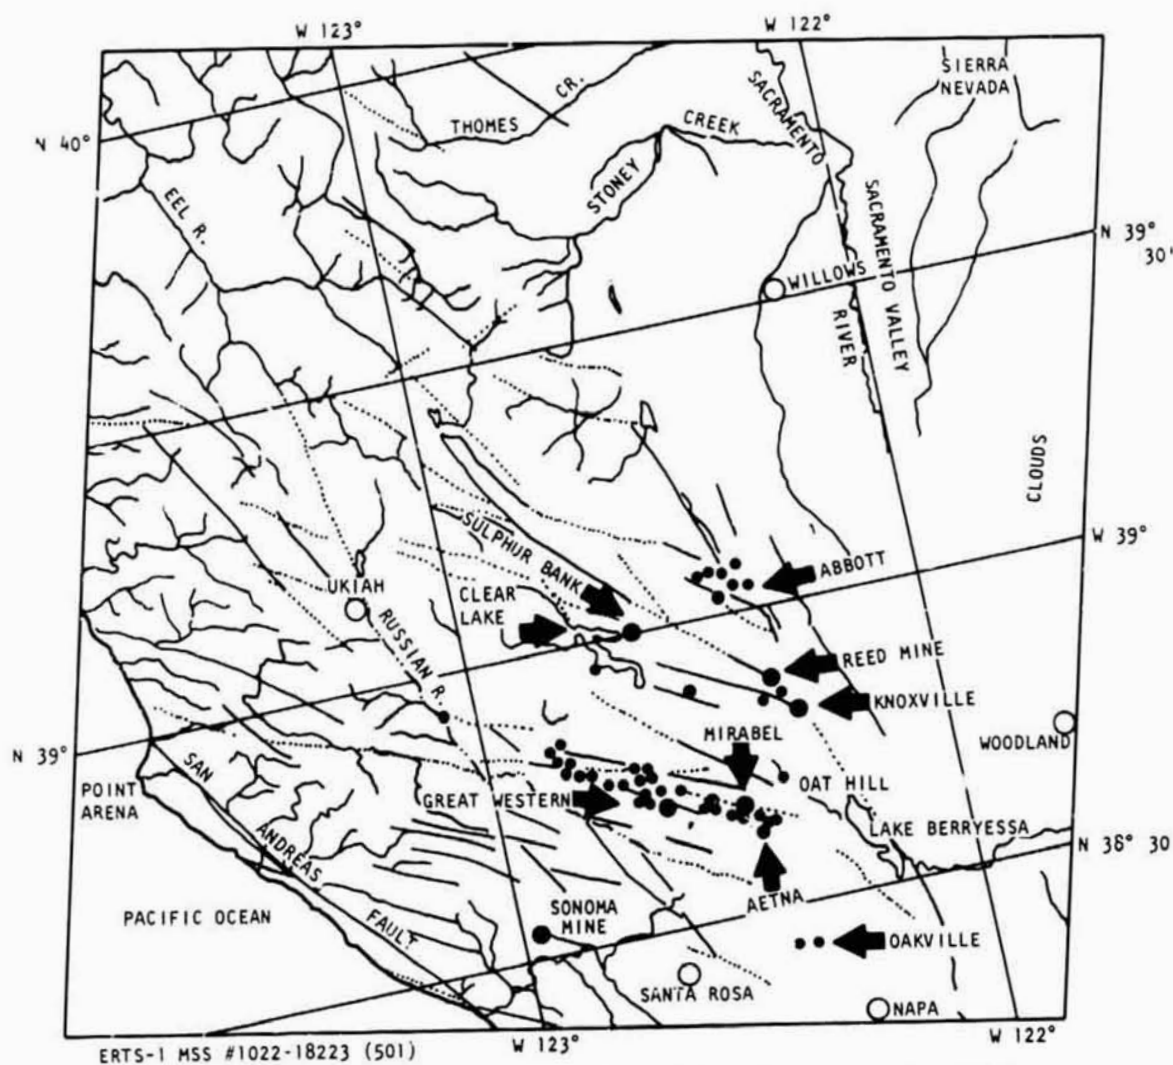 W 123°
W 122°
SIERRA
NEVADA
SACRAMENTO
CR.
THOMES
CREEK
N 40°
STONEY
EEL R.
SACRAMENTO VALLEY
N 39°
30'
WILLOWS
RIVER
CLOUDS
SULPHUR BANK
W 39°
ABBOTT
UKIAH
CLEAR
LAKE
RUSSIAN R.
REED MINE
KNOXVILLE
MIRABEL
WOODLAND
N 39°
SAN
POINT
ARENA
OAT HILL
GREAT WESTERN
LAKE BERRYESSA
ANDREAS
N 38° 30
AETNA
PACIFIC OCEAN
SONOMA
MINE
FAULT
OAKVILLE
SANTA ROSA
NAPA
W 122°
W 123°
ERTS-1 MSS #1022-18223 (501)